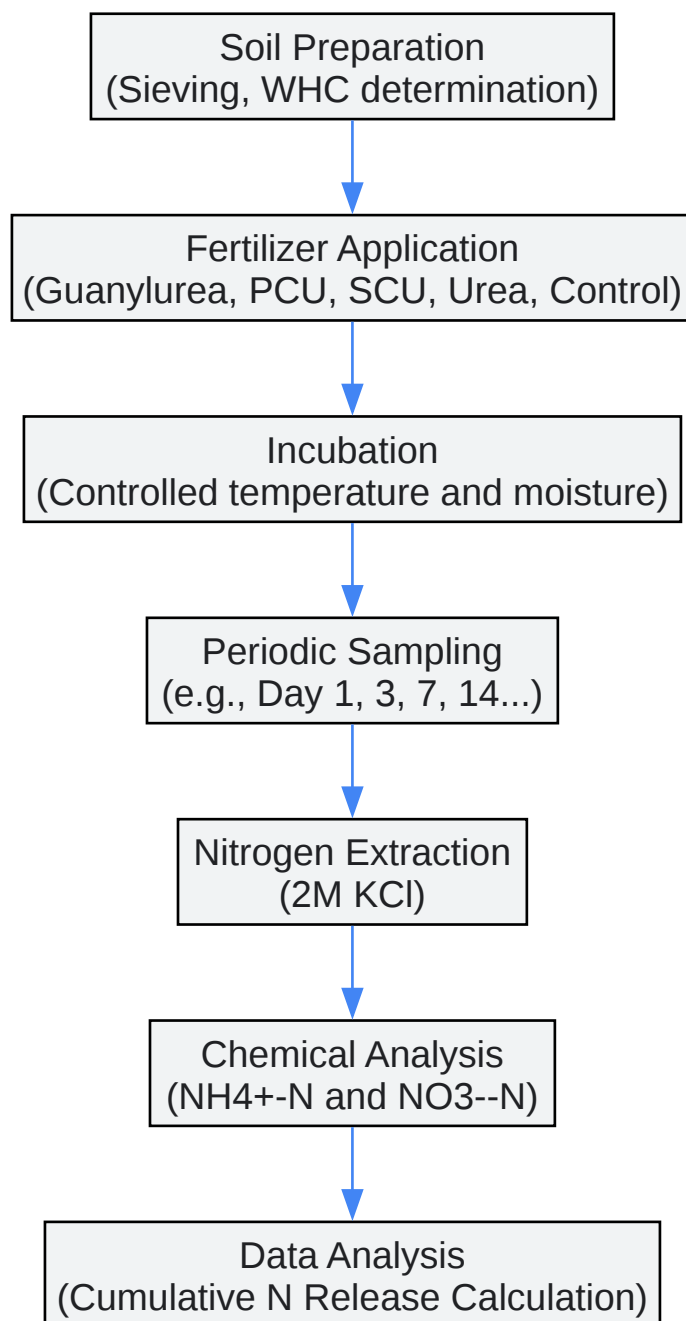 Soil Preparation
(Sieving, WHC determination)
Fertilizer Application
(Guanylurea, PCU, SCU, Urea, Control)
Incubation
(Controlled temperature and moisture)
Periodic Sampling
(e.g., Day 1, 3, 7, 14...)
Nitrogen Extraction
(2M KCl)
Chemical Analysis
(NH4+-N and NO3--N)
Data Analysis
(Cumulative N Release Calculation)